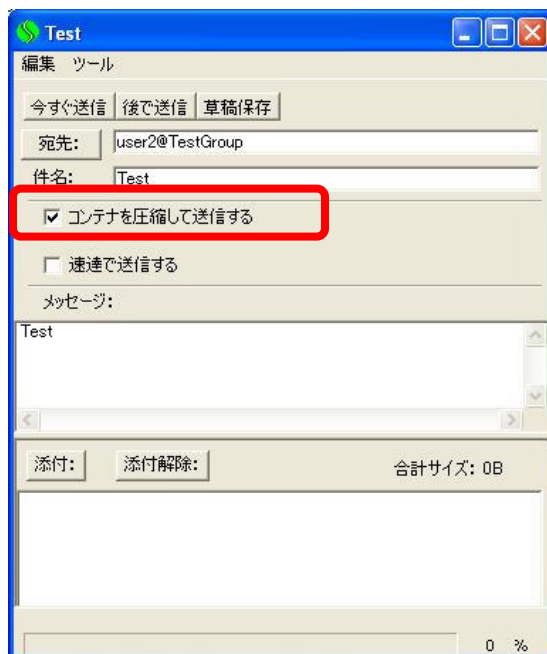 Test
編集 ツール
今すぐ送信 後で送信 草稿保存
宛先: user2@TestGroup
件名: Test
コンテナを圧縮して送信する
速達で送信する
メッセージ:
Test
添付: 添付解除: 合計サイズ: 0B
0 %